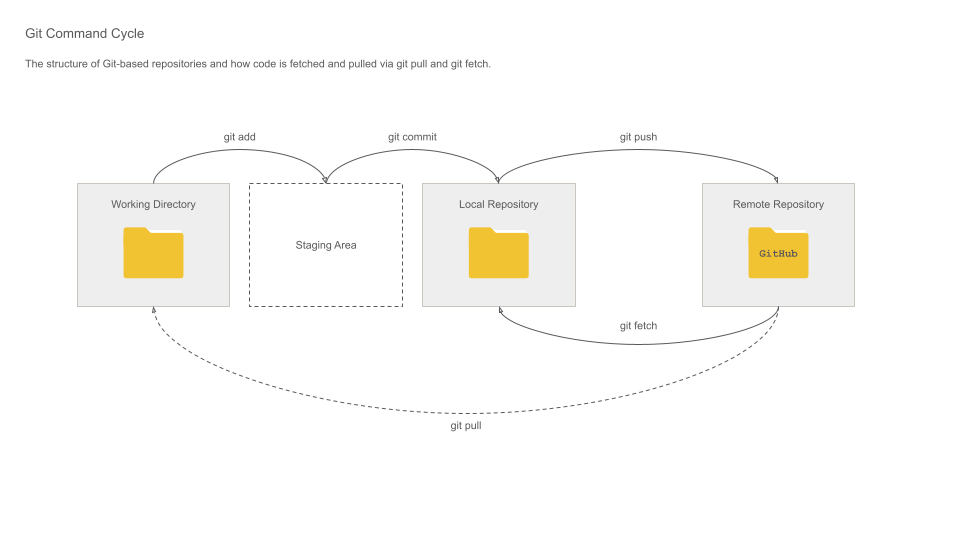 Git Command Cycle
The structure of Git-based repositories and how code is fetched and pulled via git pull and git fetch.
git add
git commit
git push
Working Directory
Staging Area
Local Repository
Remote Repository
GitHub
git fetch
git pull